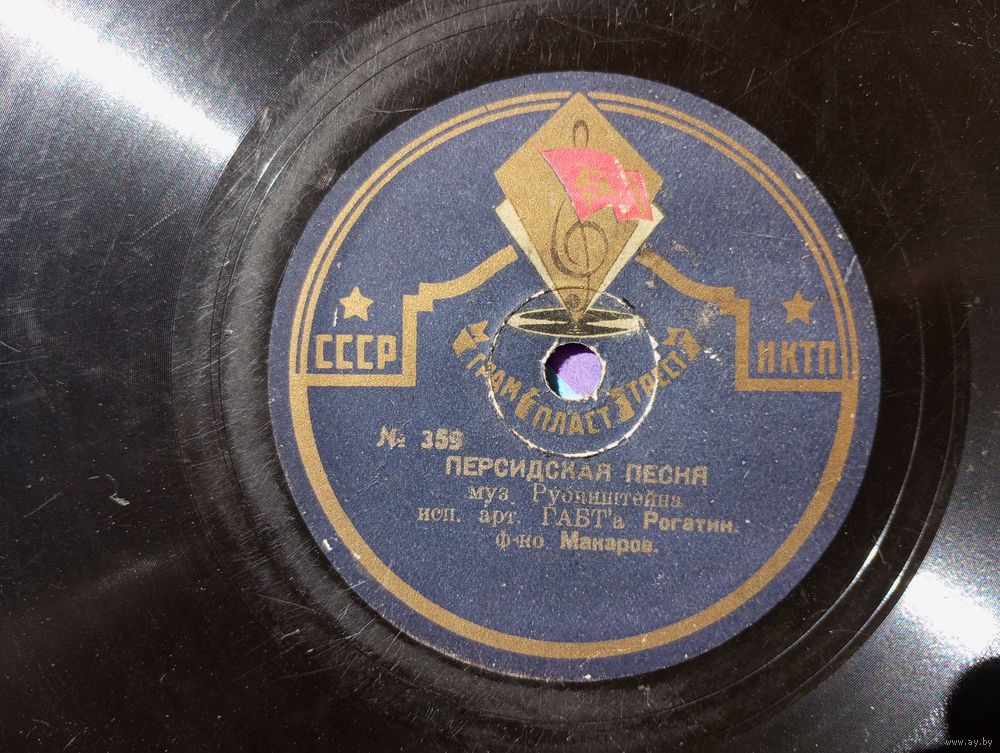 СССР
НКТП
ГРАМ ПЛАСТ ТРЕСТ
№ 359
ПЕРСИДСКАЯ ПЕСНЯ
муз Рубинштейна
исп. арт. ГАБТ'а Рогатин.
ф-но Макаров.
www.ay.by